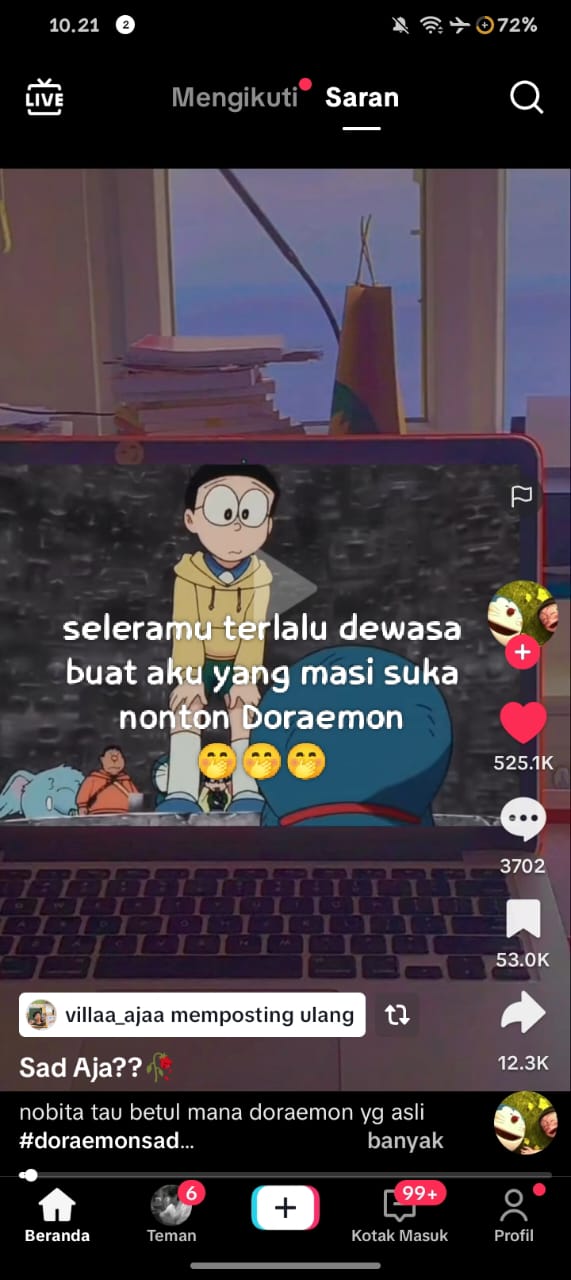 10.21 2 72%
LIVE Mengikuti Saran
seleramu terlalu dewasa
buat aku yang masi suka
nonton Doraemon
🤭🤭🤭
525.1K
3702
53.0K
12.3K
villaa_ajaa memposting ulang
Sad Aja??🥀
nobita tau betul mana doraemon yg asli
#doraemonsad... banyak
6 99+
Beranda Teman Kotak Masuk Profil